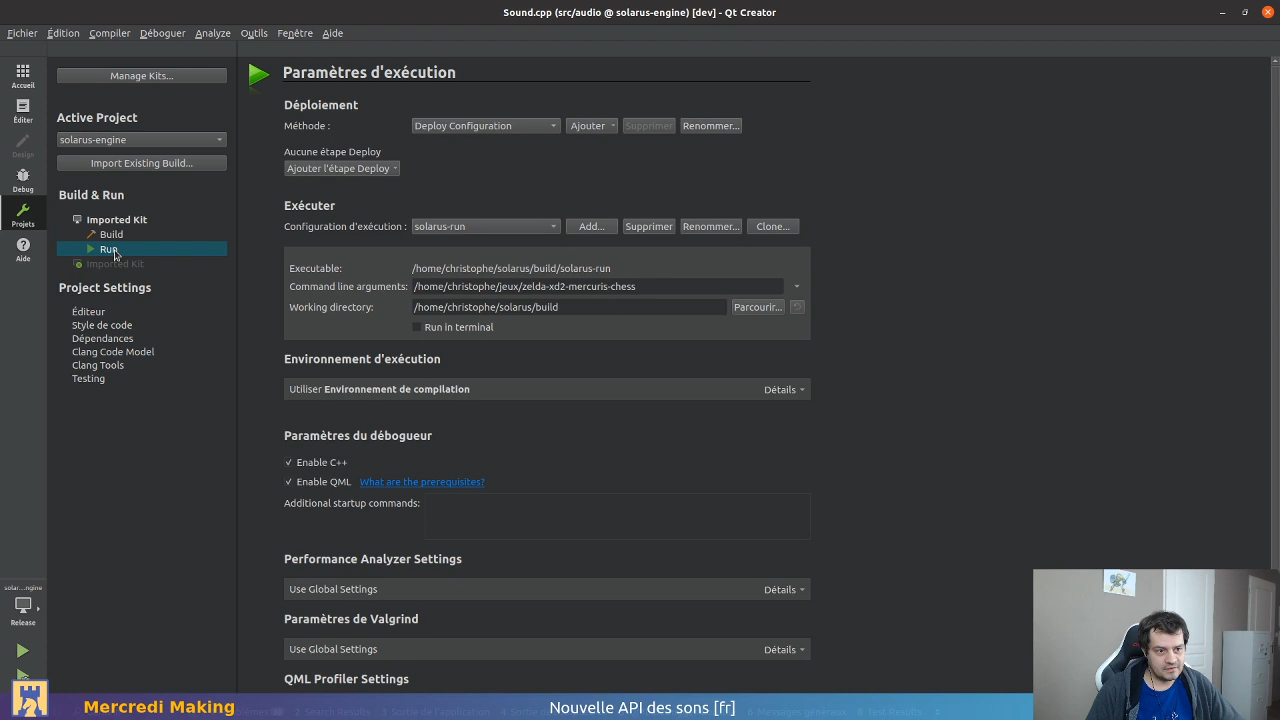 Sound.cpp (src/audio @ solarus-engine) [dev] - Qt Creator
Fichier Édition Compiler Déboguer Analyze Outils Fenêtre Aide
Accueil
Éditer
Design
Debug
Projets
Aide
Manage Kits...
Active Project
solarus-engine
Import Existing Build...
Build & Run
Imported Kit
Build
Run
Imported Kit
Project Settings
Éditeur
Style de code
Dépendances
Clang Code Model
Clang Tools
Testing
solar...ngine
Release
Paramètres d'exécution
Déploiement
Méthode : Deploy Configuration Ajouter Supprimer Renommer...
Aucune étape Deploy
Ajouter l'étape Deploy
Exécuter
Configuration d'exécution : solarus-run Add... Supprimer Renommer... Clone...
Executable: /home/christophe/solarus/build/solarus-run
Command line arguments: /home/christophe/jeux/zelda-xd2-mercuris-chess
Working directory: /home/christophe/solarus/build Parcourir...
Run in terminal
Environnement d'exécution
Utiliser Environnement de compilation Détails
Paramètres du débogueur
Enable C++
Enable QML What are the prerequisites?
Additional startup commands:
Performance Analyzer Settings
Use Global Settings Détails
Paramètres de Valgrind
Use Global Settings Détails
QML Profiler Settings
Mercredi Making Nouvelle API des sons [fr]